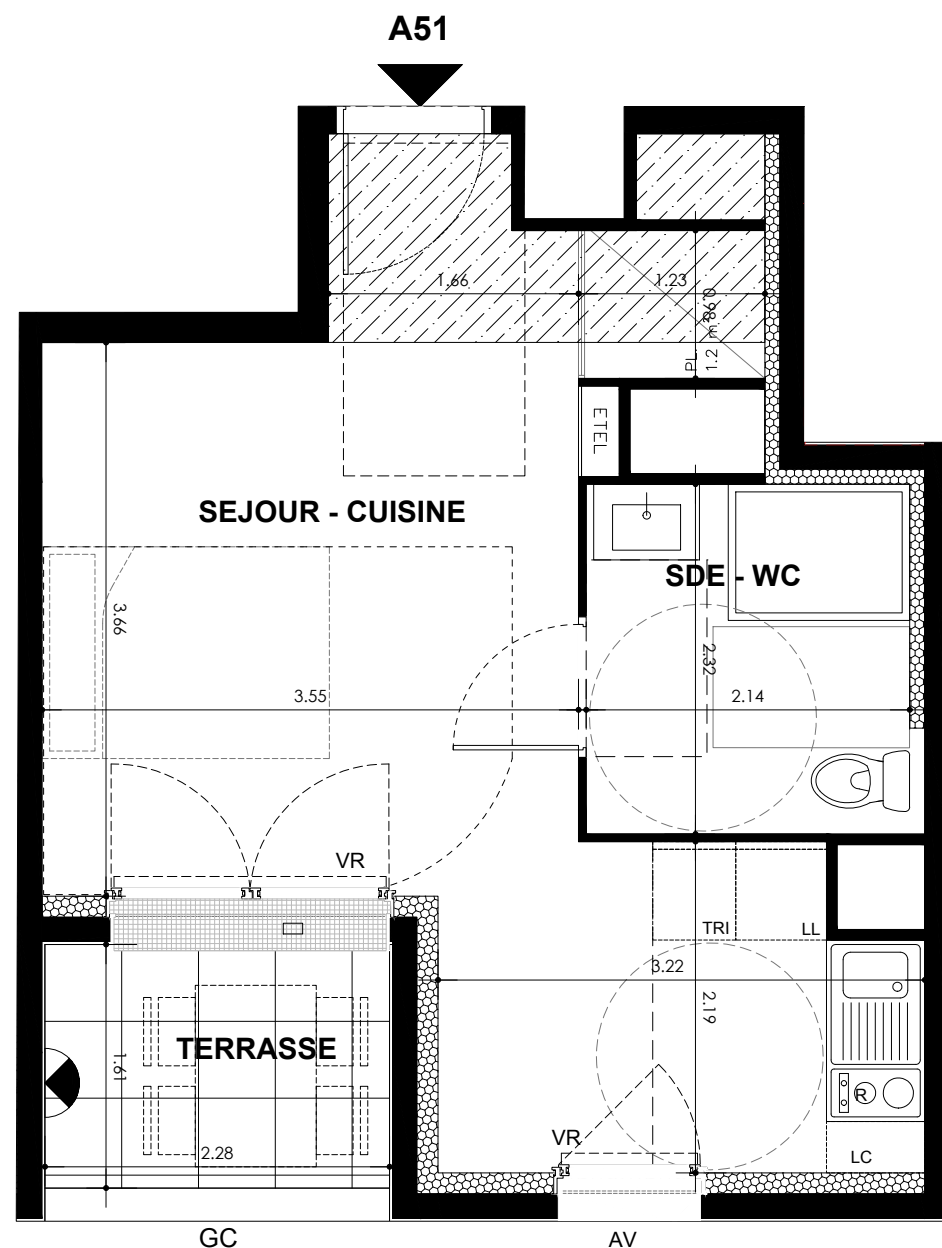 A51
1.66
1.23
0.98
PL
1.2 m²
ETEL
SEJOUR - CUISINE
SDE - WC
3.66
2.32
3.55
2.14
VR
TRI
LL
3.22
2.19
TERRASSE
1.61
R
VR
2.28
LC
GC
AV